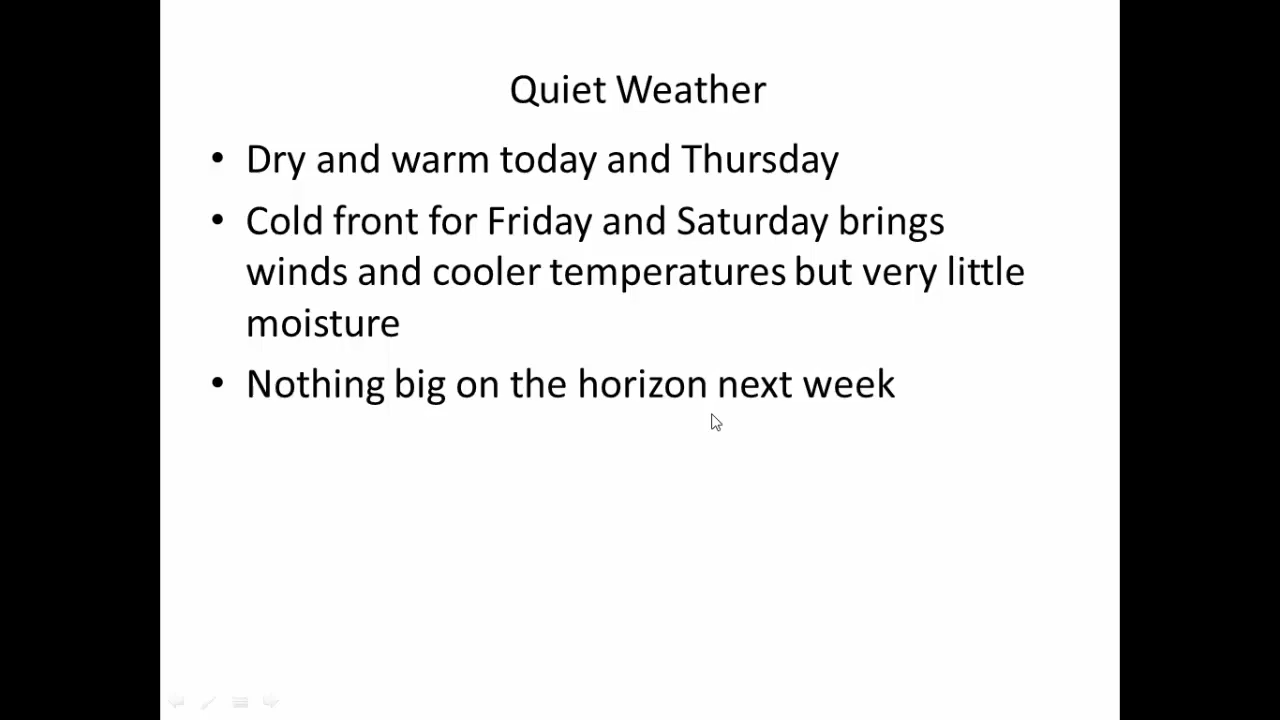 Quiet Weather
• Dry and warm today and Thursday
• Cold front for Friday and Saturday brings
winds and cooler temperatures but very little
moisture
• Nothing big on the horizon next week